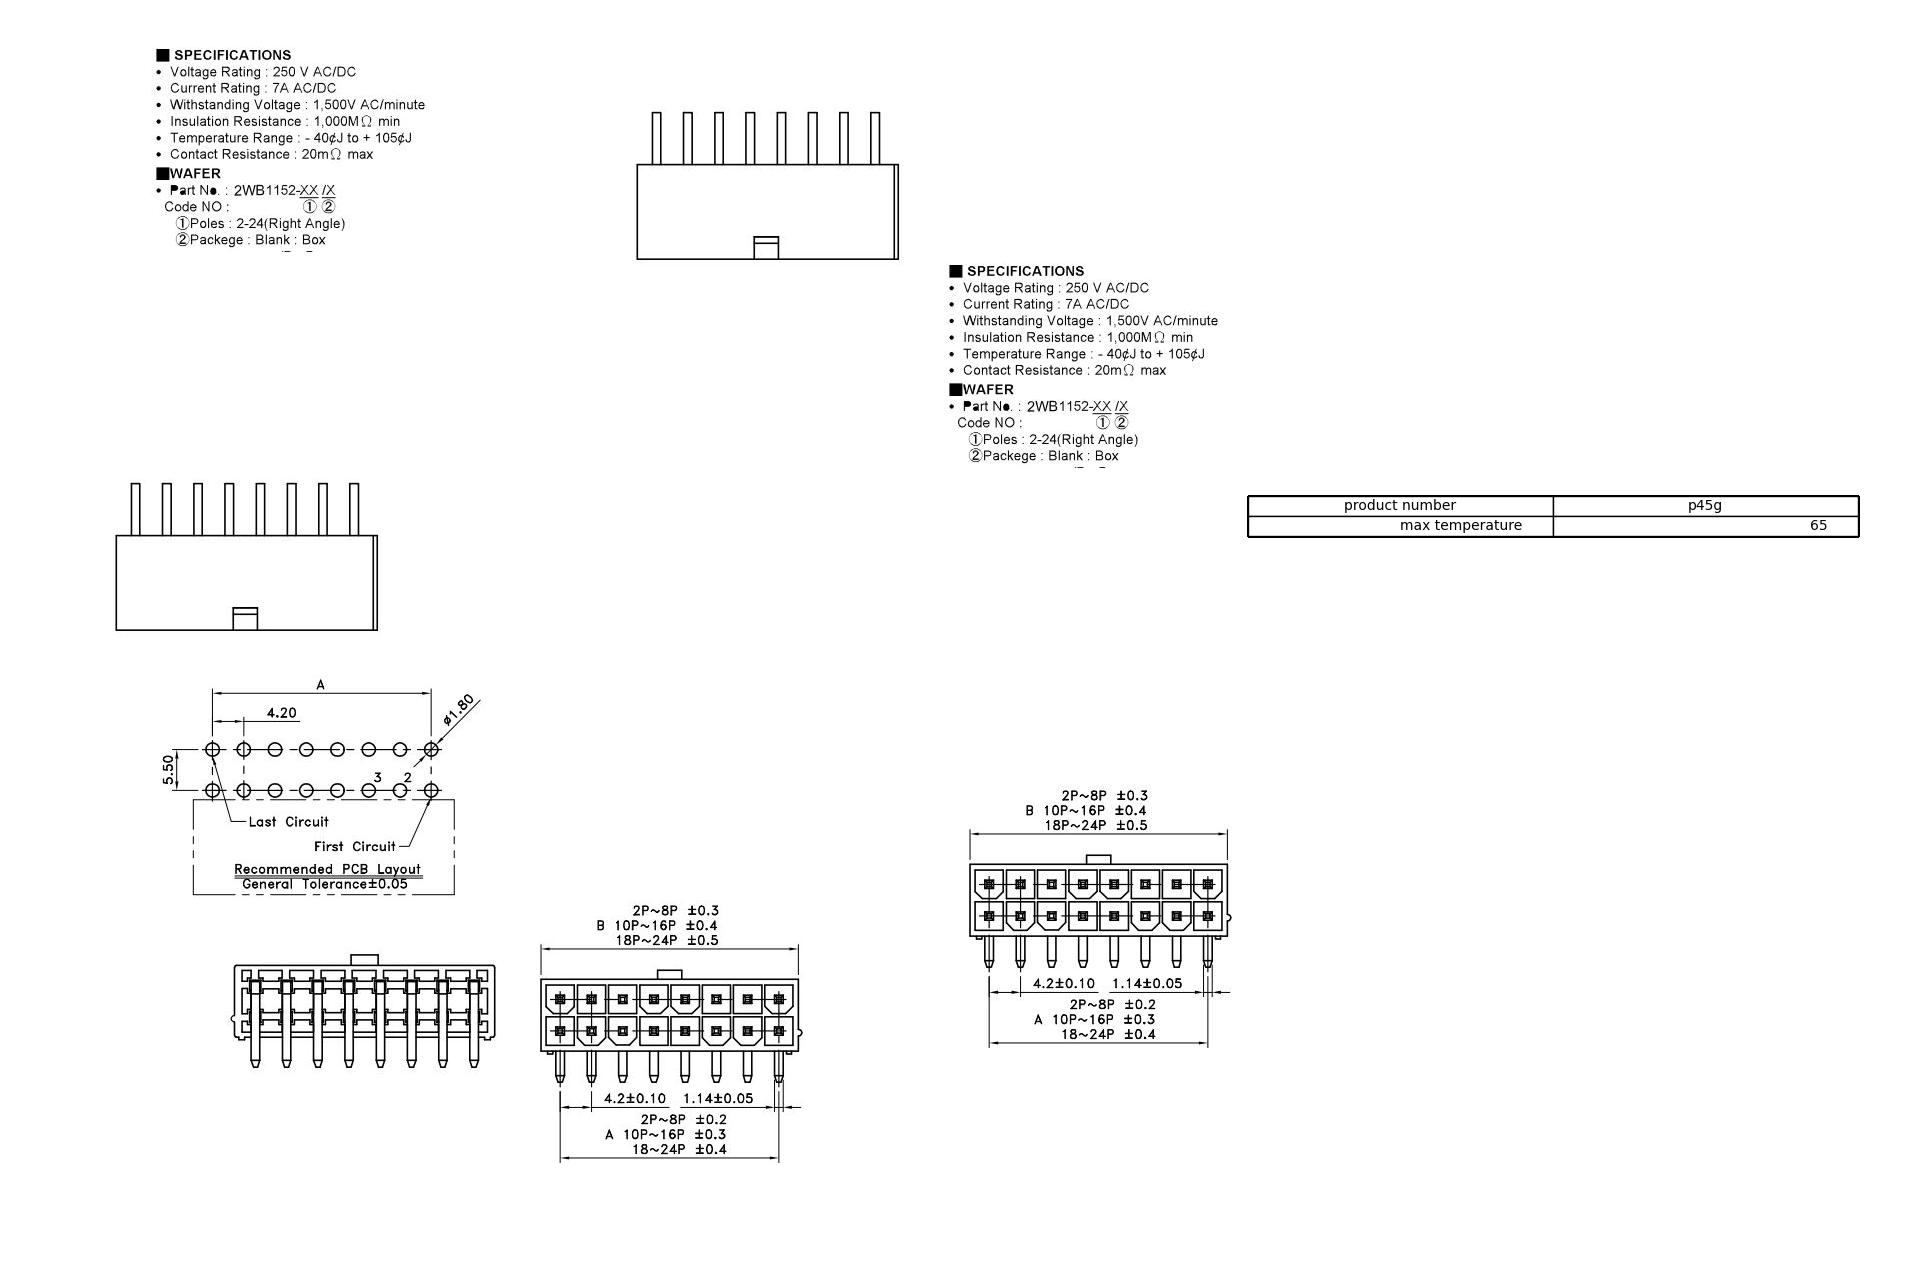 ■ SPECIFICATIONS
• Voltage Rating : 250 V AC/DC
• Current Rating : 7A AC/DC
• Withstanding Voltage : 1,500V AC/minute
• Insulation Resistance : 1,000MΩ min
• Temperature Range : - 40¢J to + 105¢J
• Contact Resistance : 20mΩ max
■WAFER
• Part No. : 2WB1152-XX /X
Code NO : ① ②
①Poles : 2-24(Right Angle)
②Packege : Blank : Box
■ SPECIFICATIONS
• Voltage Rating : 250 V AC/DC
• Current Rating : 7A AC/DC
• Withstanding Voltage : 1,500V AC/minute
• Insulation Resistance : 1,000MΩ min
• Temperature Range : - 40¢J to + 105¢J
• Contact Resistance : 20mΩ max
■WAFER
• Part No. : 2WB1152-XX /X
Code NO : ① ②
①Poles : 2-24(Right Angle)
②Packege : Blank : Box
product number p45g
max temperature 65
A
4.20
ø1.80
5.50
3 2
Last Circuit
First Circuit
Recommended PCB Layout
General Tolerance±0.05
2P~8P ±0.3
B 10P~16P ±0.4
18P~24P ±0.5
4.2±0.10 1.14±0.05
2P~8P ±0.2
A 10P~16P ±0.3
18~24P ±0.4
2P~8P ±0.3
B 10P~16P ±0.4
18P~24P ±0.5
4.2±0.10 1.14±0.05
2P~8P ±0.2
A 10P~16P ±0.3
18~24P ±0.4